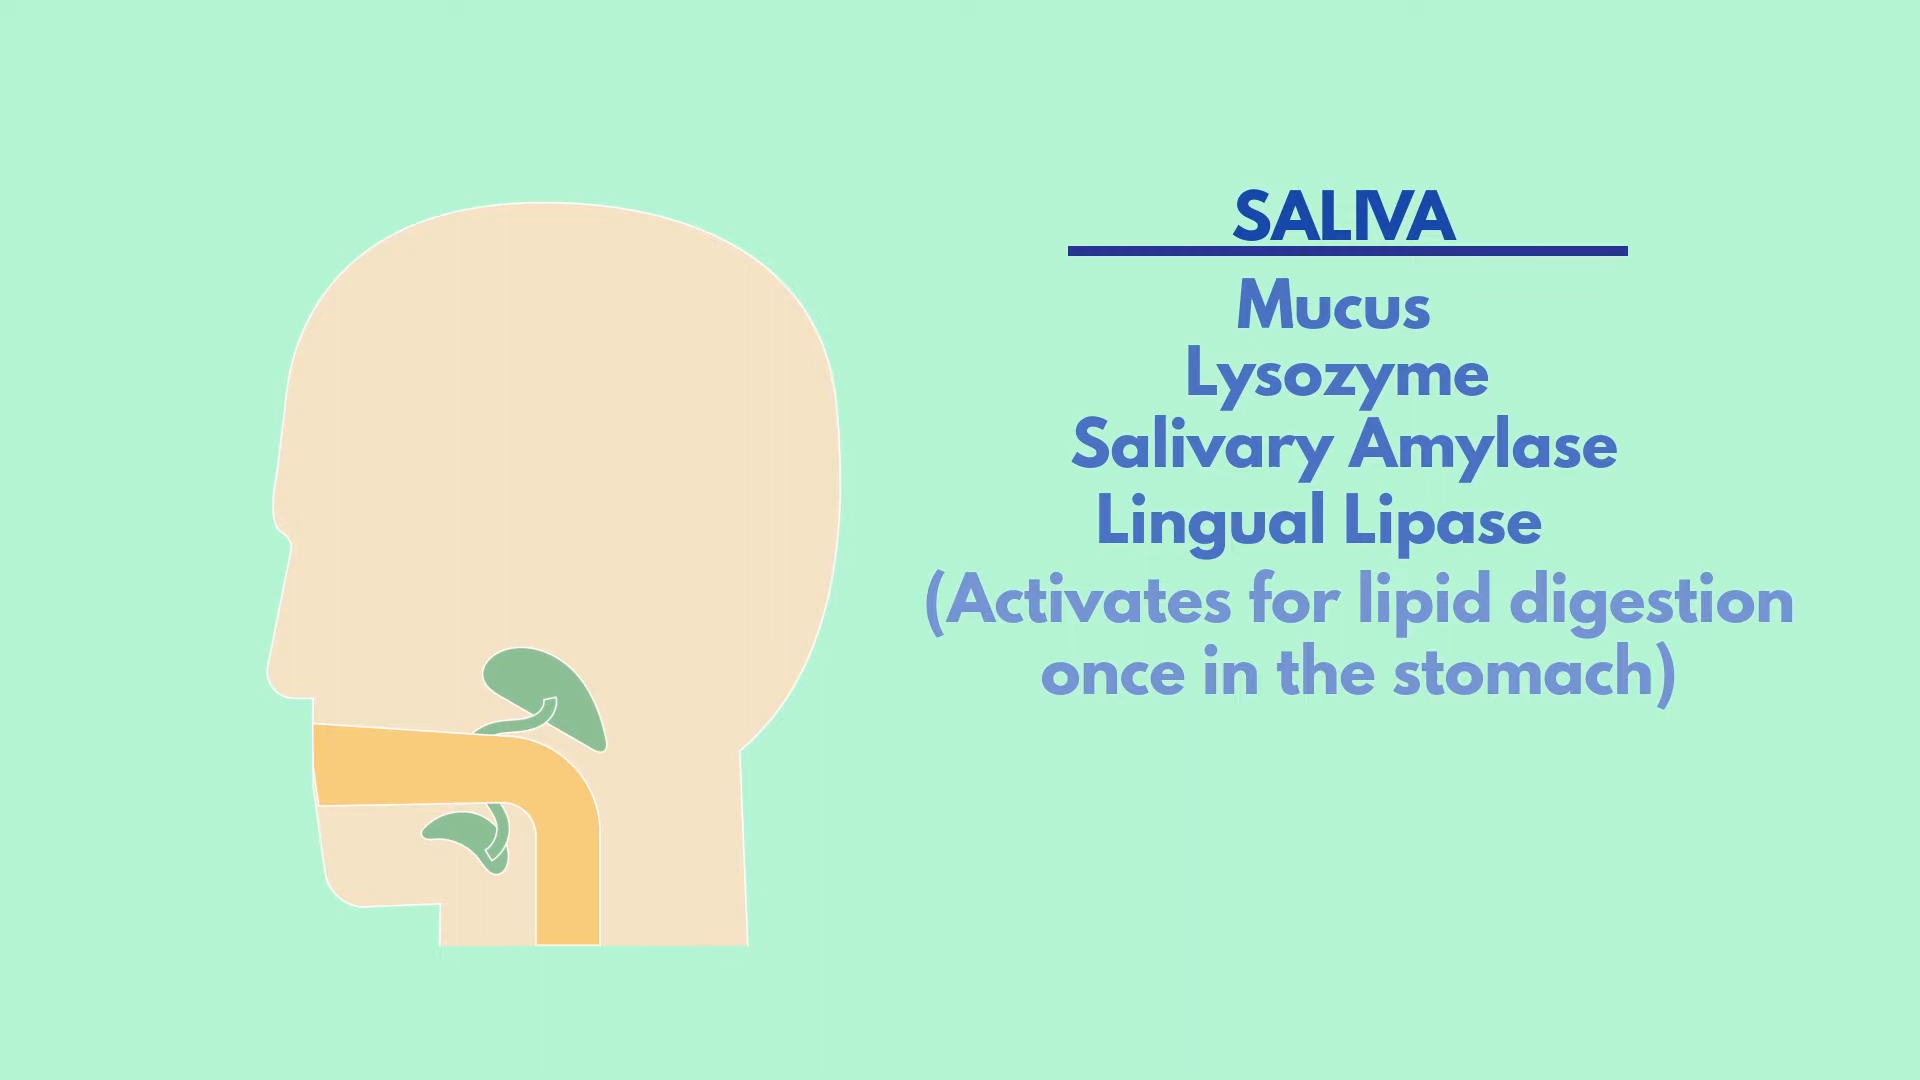 SALIVA
Mucus
Lysozyme
Salivary Amylase
Lingual Lipase
(Activates for lipid digestion
once in the stomach)